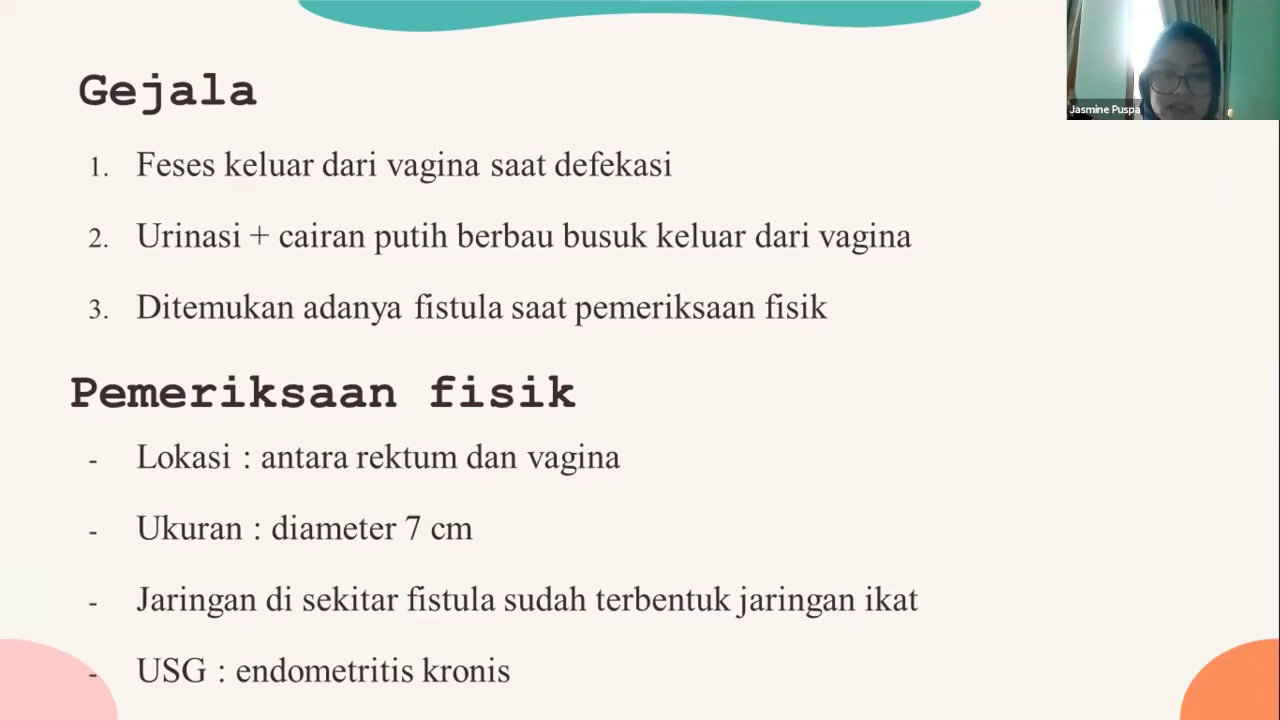 Gejala
1. Feses keluar dari vagina saat defekasi
2. Urinasi + cairan putih berbau busuk keluar dari vagina
3. Ditemukan adanya fistula saat pemeriksaan fisik
Pemeriksaan fisik
- Lokasi : antara rektum dan vagina
- Ukuran : diameter 7 cm
- Jaringan di sekitar fistula sudah terbentuk jaringan ikat
- USG : endometritis kronis
Jasmine Puspa